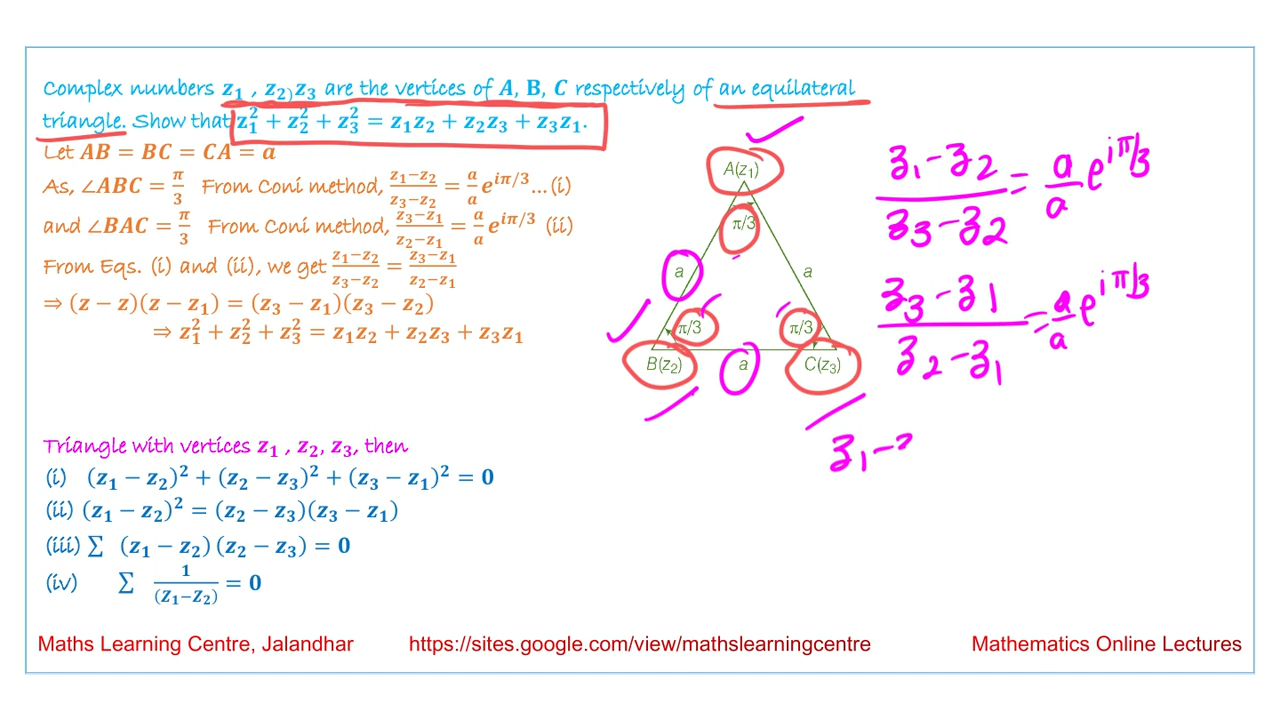 Complex numbers z₁ , z₂₎z₃ are the vertices of A, B, C respectively of an equilateral
triangle. Show that z₁² + z₂² + z₃² = z₁z₂ + z₂z₃ + z₃z₁.
Let AB = BC = CA = a
As, ∠ABC = π/3 From Coni method, (z₁−z₂)/(z₃−z₂) = a/a e^(iπ/3) … (i)
and ∠BAC = π/3 From Coni method, (z₃−z₁)/(z₂−z₁) = a/a e^(iπ/3) (ii)
From Eqs. (i) and (ii), we get (z₁−z₂)/(z₃−z₂) = (z₃−z₁)/(z₂−z₁)
⇒ (z − z)(z − z₁) = (z₃ − z₁)(z₃ − z₂)
⇒ z₁² + z₂² + z₃² = z₁z₂ + z₂z₃ + z₃z₁
A(z₁)
π/3
a
a
π/3
π/3
B(z₂)
a
C(z₃)
(z₁−z₂)/(z₃−z₂) = a/a e^(iπ/3)
(z₃−z₁)/(z₂−z₁) = a/a e^(iπ/3)
z₁−
Triangle with vertices z₁ , z₂, z₃, then
(i) (z₁ − z₂)² + (z₂ − z₃)² + (z₃ − z₁)² = 0
(ii) (z₁ − z₂)² = (z₂ − z₃)(z₃ − z₁)
(iii) ∑ (z₁ − z₂) (z₂ − z₃) = 0
(iv) ∑ 1/(Z₁−Z₂) = 0
Maths Learning Centre, Jalandhar https://sites.google.com/view/mathslearningcentre Mathematics Online Lectures